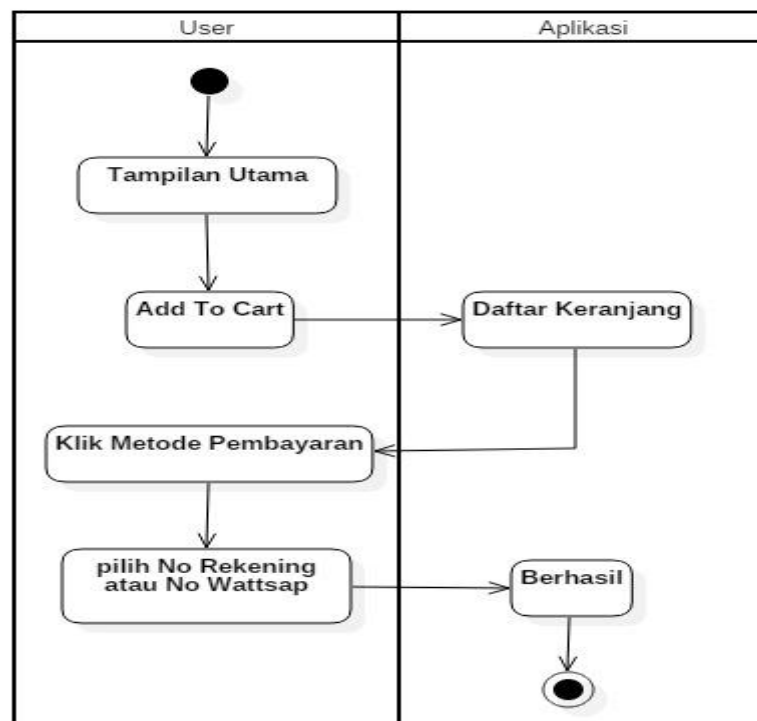 User
Aplikasi
Tampilan Utama
Add To Cart
Daftar Keranjang
Klik Metode Pembayaran
pilih No Rekening
atau No Wattsap
Berhasil